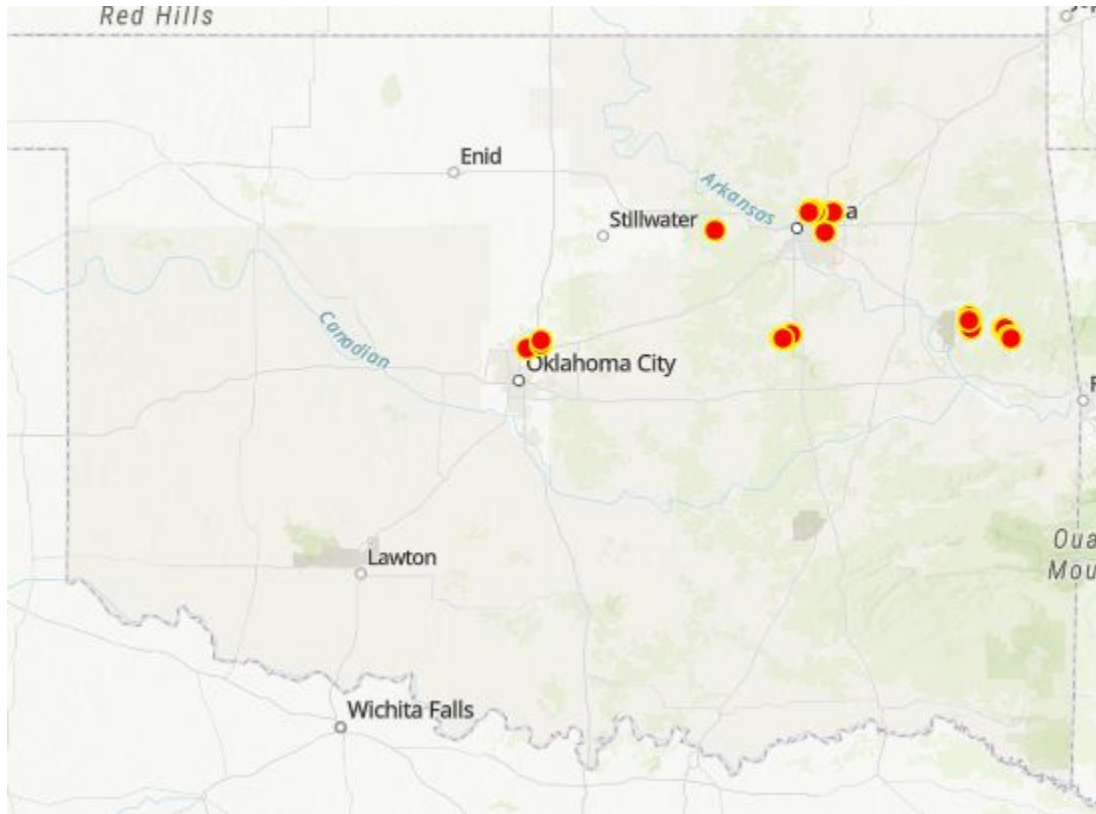 Red Hills
Enid
Arkansas
Stillwater
a
Canadian
Oklahoma City
F
Oua
Lawton
Mou
Wichita Falls